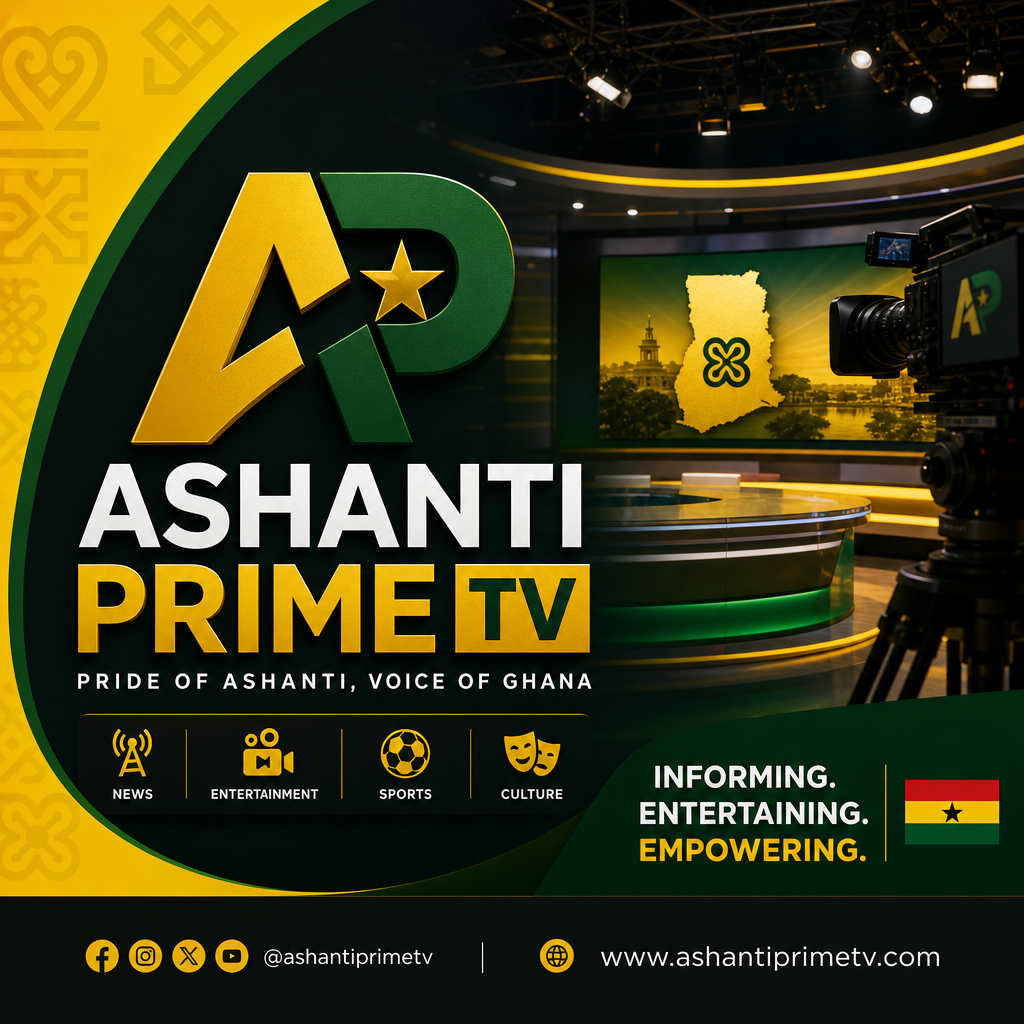 AP
ASHANTI
PRIME TV
PRIDE OF ASHANTI, VOICE OF GHANA
NEWS
ENTERTAINMENT
SPORTS
CULTURE
AP
INFORMING.
ENTERTAINING.
EMPOWERING.
@ashantiprimetv
www.ashantiprimetv.com